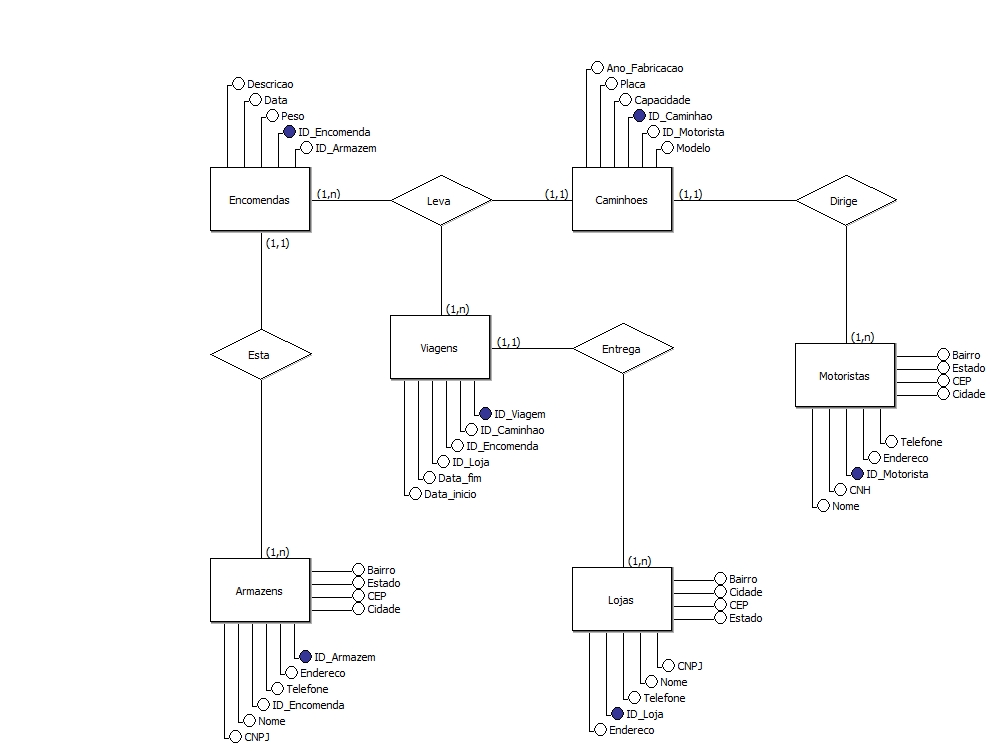 Descricao
Data
Peso
ID_Encomenda
ID_Armazem
Encomendas
(1,n)
Leva
(1,1)
Ano_Fabricacao
Placa
Capacidade
ID_Caminhao
ID_Motorista
Modelo
Caminhoes
(1,1)
Dirige
(1,1)
Esta
(1,n)
Viagens
(1,1)
Entrega
ID_Viagem
ID_Caminhao
ID_Encomenda
ID_Loja
Data_fim
Data_inicio
(1,n)
Motoristas
Bairro
Estado
CEP
Cidade
Telefone
Endereco
ID_Motorista
CNH
Nome
(1,n)
Armazens
Bairro
Estado
CEP
Cidade
ID_Armazem
Endereco
Telefone
ID_Encomenda
Nome
CNPJ
(1,n)
Lojas
Bairro
Cidade
CEP
Estado
CNPJ
Nome
Telefone
ID_Loja
Endereco